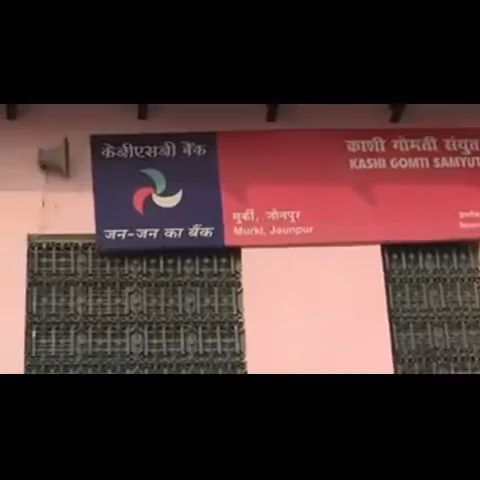 केबीएसबी बैंक
जन-जन का बैंक
काशी गोमती संयुत
KASHI GOMTI SAMYUT
मुर्की, जौनपुर
Murki, Jaunpur